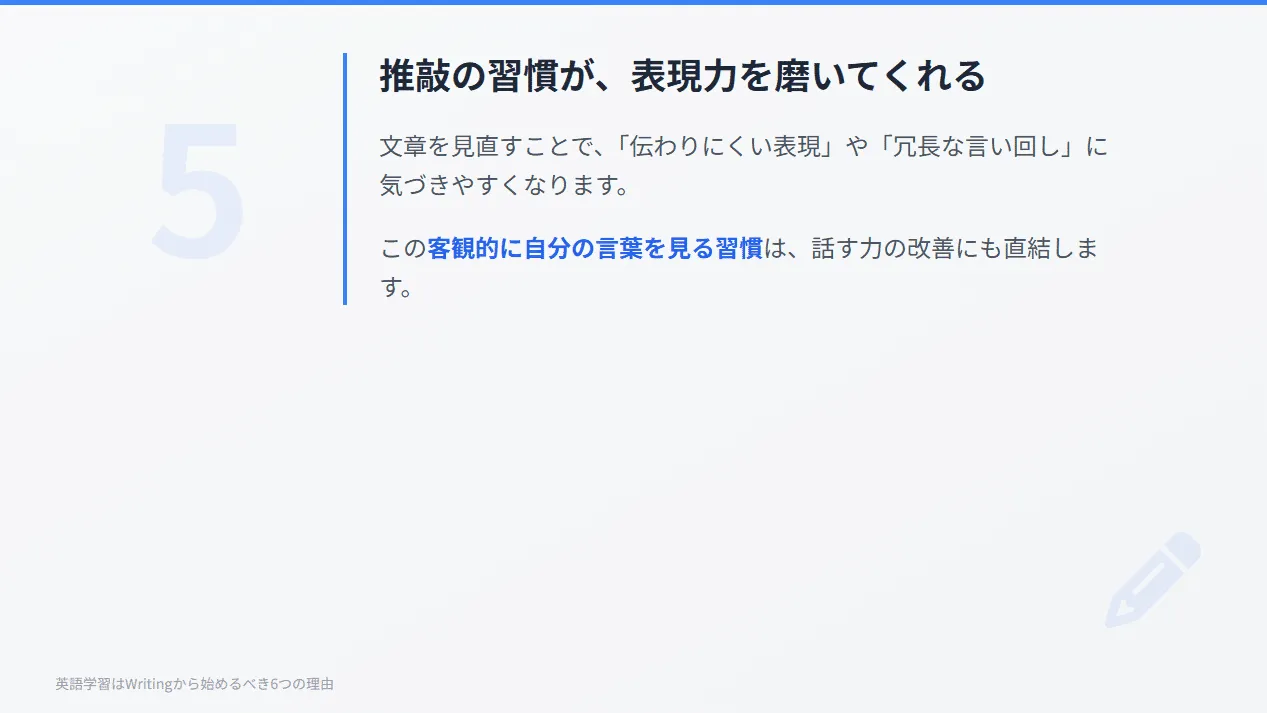 5
推敲の習慣が、表現力を磨いてくれる
文章を見直すことで、「伝わりにくい表現」や「冗長な言い回し」に
気づきやすくなります。
この客観的に自分の言葉を見る習慣は、話す力の改善にも直結しま
す。
英語学習はWritingから始めるべき6つの理由